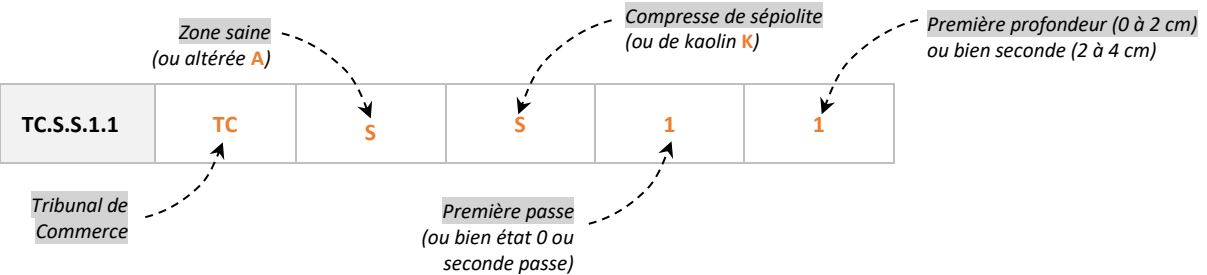 Zone saine
(ou altérée A)
Compresse de sépiolite
(ou de kaolin K)
Première profondeur (0 à 2 cm)
ou bien seconde (2 à 4 cm)
TC.S.S.1.1 TC S S 1 1
Tribunal de
Commerce
Première passe
(ou bien état 0 ou
seconde passe)